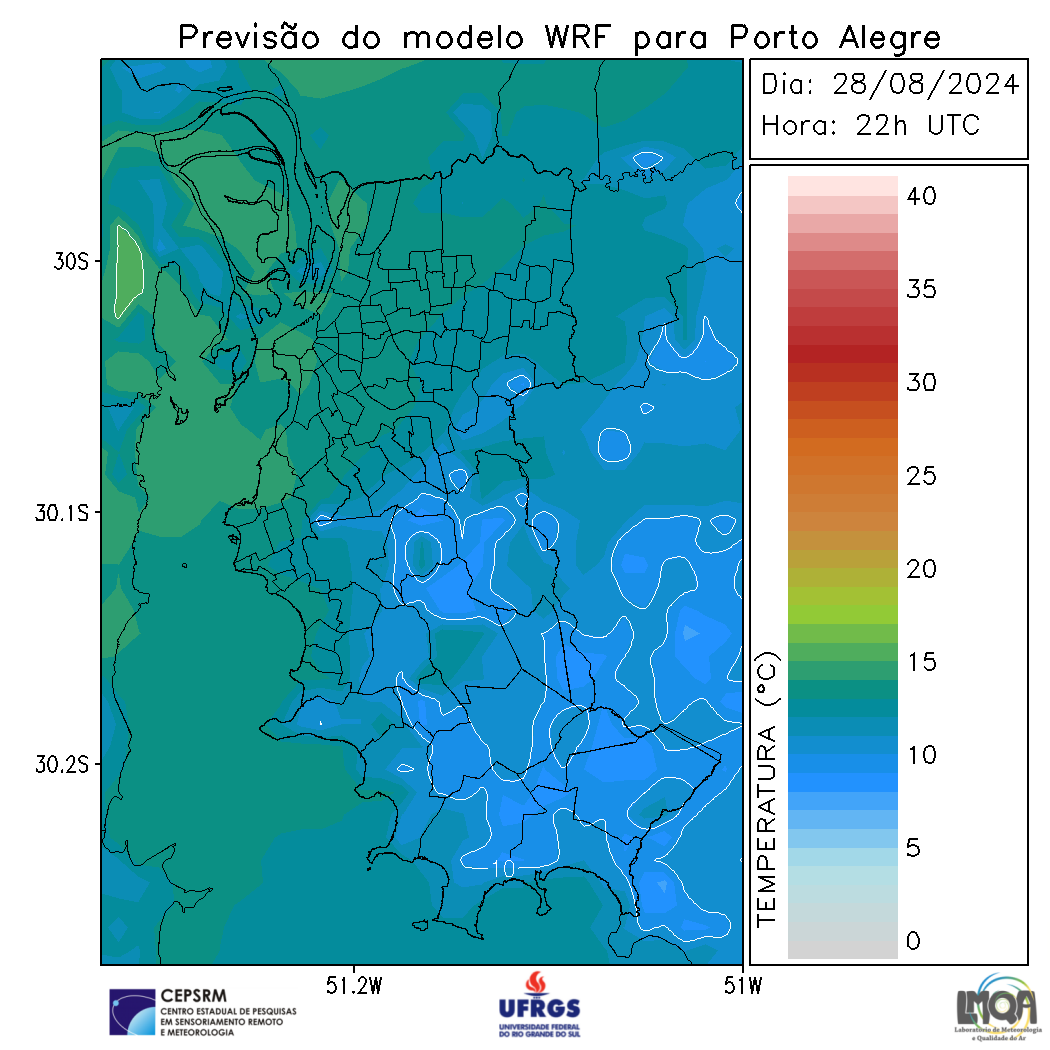 Previsão do modelo WRF para Porto Alegre
Dia: 28/08/2024
Hora: 22h UTC
40
35
30
25
20
15
10
5
0
TEMPERATURA (°C)
30S
30.1S
30.2S
10
51.2W
51W
CEPSRM
CENTRO ESTADUAL DE PESQUISAS
EM SENSORIAMENTO REMOTO
E METEOROLOGIA
UFRGS
UNIVERSIDADE FEDERAL
DO RIO GRANDE DO SUL
LMQA
Laboratório de Meteorologia
e Qualidade do Ar